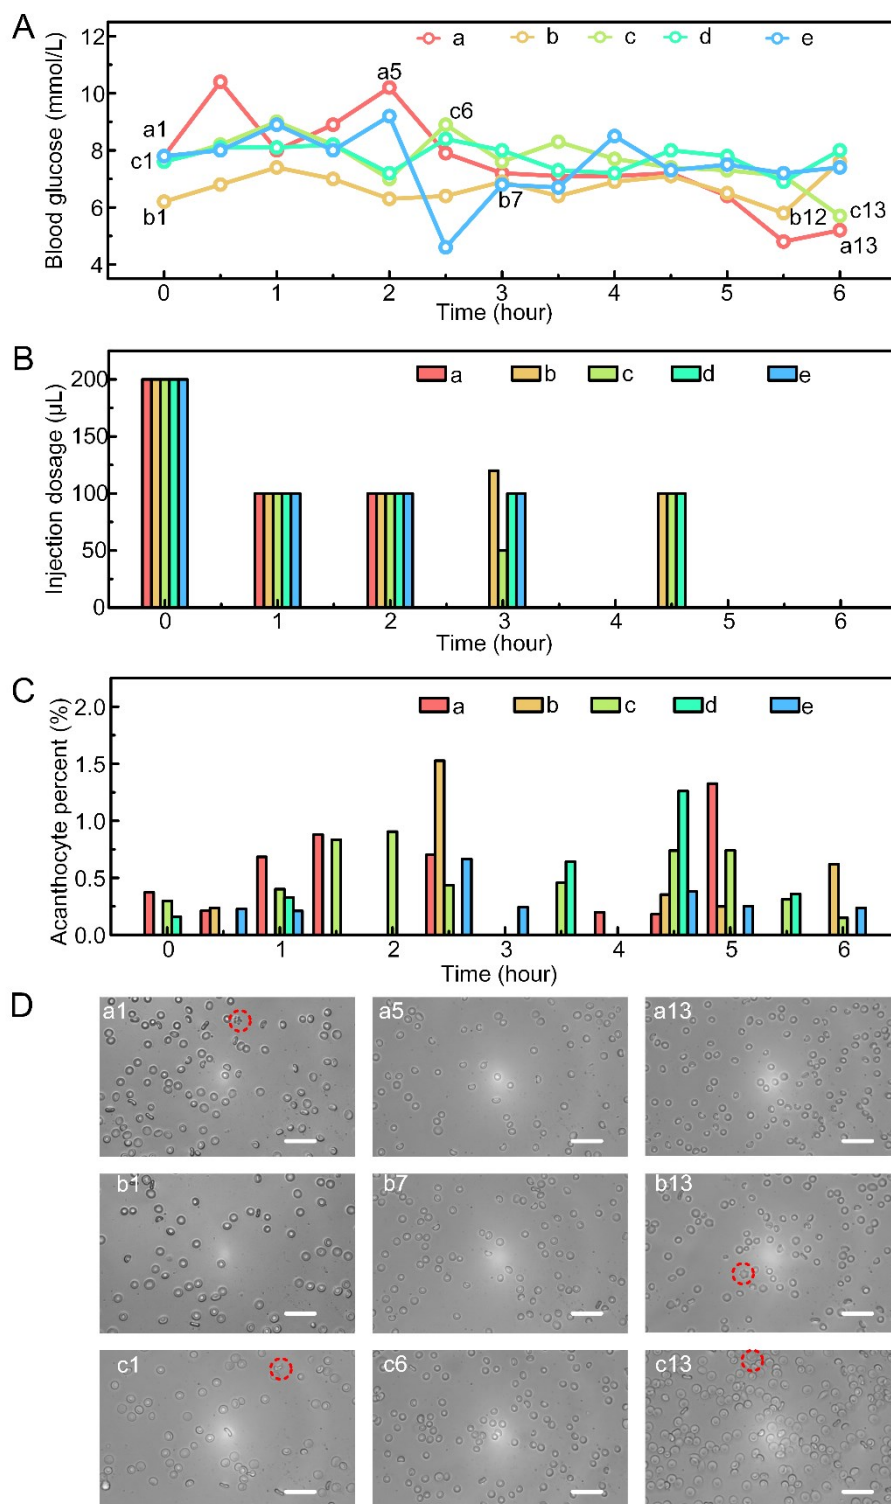 A
Blood glucose (mmol/L)
12
10
8
6
4
a b c d e
a1
c1
b1
a5
c6
b7
b12
c13
a13
0 1 2 3 4 5 6
Time (hour)
B
Injection dosage (µL)
200
150
100
50
0
a b c d e
0 1 2 3 4 5 6
Time (hour)
C
Acanthocyte percent (%)
2.0
1.5
1.0
0.5
0.0
a b c d e
0 1 2 3 4 5 6
Time (hour)
D
a1 a5 a13
b1 b7 b13
c1 c6 c13